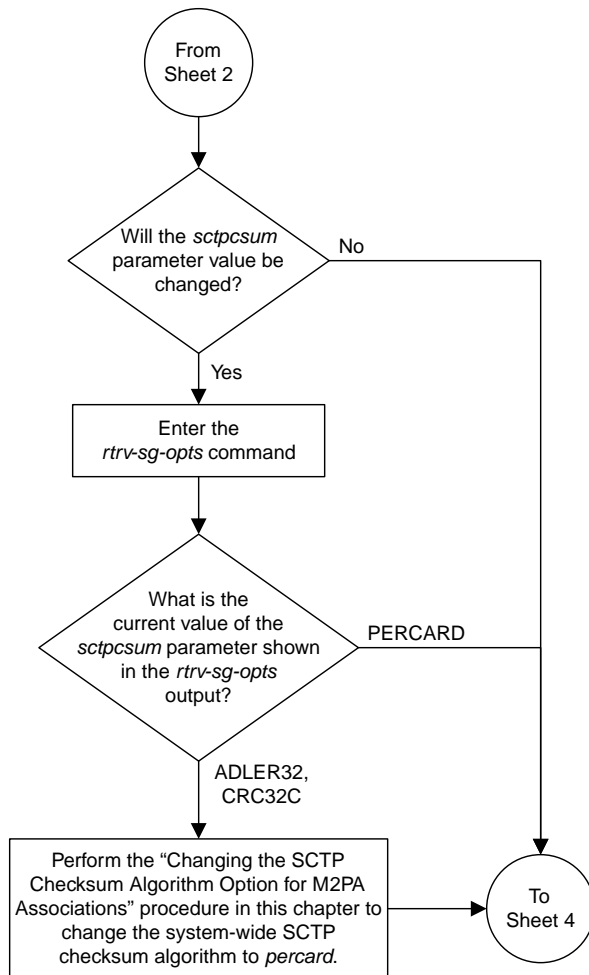 From
Sheet 2
Will the sctpcsum
parameter value be
changed?
No
Yes
Enter the
rtrv-sg-opts command
What is the
current value of the
sctpcsum parameter shown
in the rtrv-sg-opts
output?
PERCARD
ADLER32,
CRC32C
Perform the “Changing the SCTP
Checksum Algorithm Option for M2PA
Associations” procedure in this chapter to
change the system-wide SCTP
checksum algorithm to percard.
To
Sheet 4